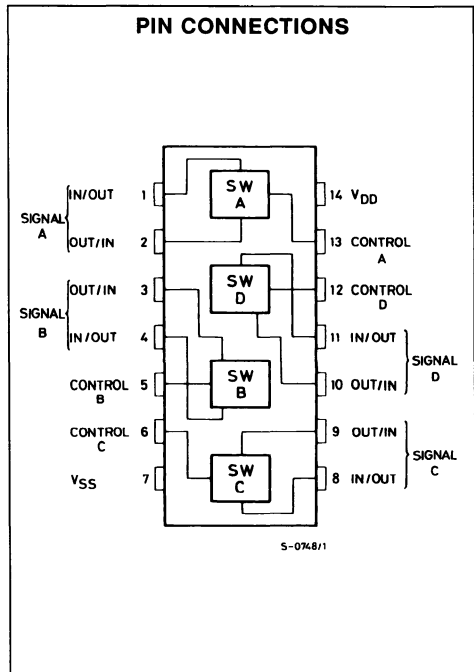 PIN CONNECTIONS
SIGNAL A
IN/OUT 1
OUT/IN 2
SIGNAL B
OUT/IN 3
IN/OUT 4
CONTROL B 5
CONTROL C 6
VSS 7
SW A
SW D
SW B
SW C
14 VDD
13 CONTROL A
12 CONTROL D
11 IN/OUT
10 OUT/IN
SIGNAL D
9 OUT/IN
8 IN/OUT
SIGNAL C
S-0748/1